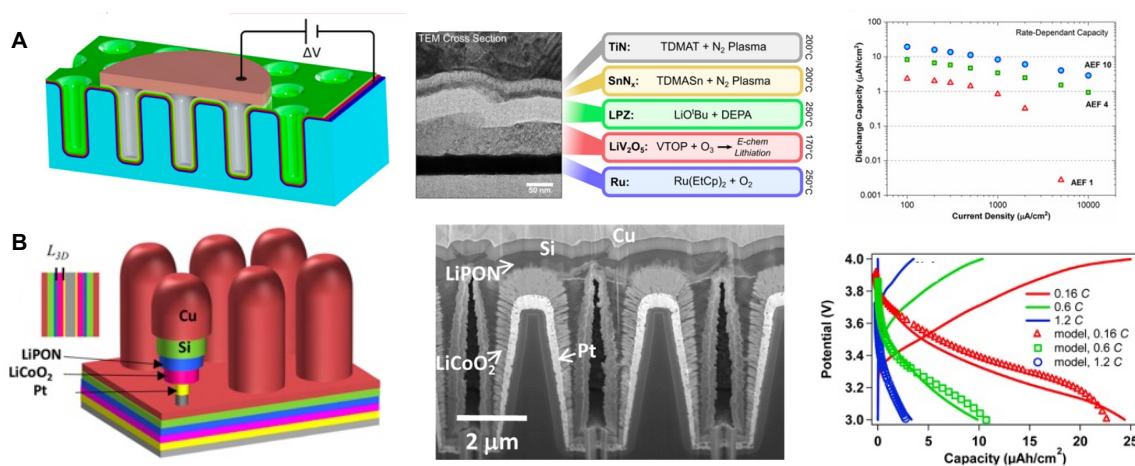 A
ΔV
TEM Cross Section
50 nm
TiN: TDMAT + N₂ Plasma
200°C
SnNₓ: TDMASn + N₂ Plasma
200°C
LPZ: LiOᵗBu + DEPA
250°C
LiV₂O₅: VTOP + O₃ → E-chem Lithiation
170°C
Ru: Ru(EtCp)₂ + O₂
250°C
Rate-Dependant Capacity
Discharge Capacity (µAh/cm²)
100
10
1
0.1
0.01
0.001
AEF 10
AEF 4
AEF 1
100
1000
10000
Current Density (µA/cm²)
B
L3D
Cu
Si
LiPON
LiCoO₂
Pt
Si
Cu
LiPON
LiCoO₂
Pt
2 µm
Potential (V)
4.0
3.8
3.6
3.4
3.2
3.0
0.16 C
0.6 C
1.2 C
model, 0.16 C
model, 0.6 C
model, 1.2 C
0 5 10 15 20 25
Capacity (µAh/cm²)